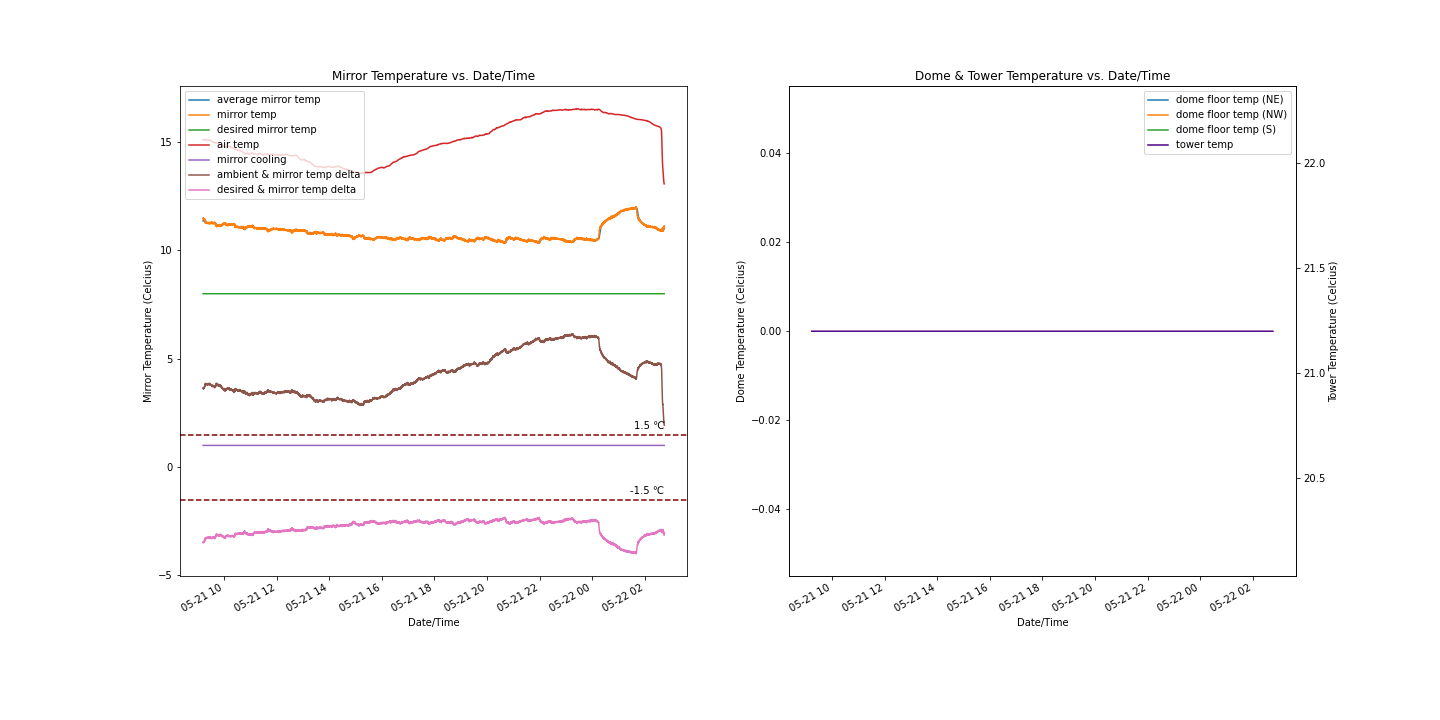 Mirror Temperature vs. Date/Time
average mirror temp
mirror temp
desired mirror temp
air temp
mirror cooling
ambient & mirror temp delta
desired & mirror temp delta
15
10
5
0
−5
Mirror Temperature (Celcius)
1.5 °C
-1.5 °C
05-21 10
05-21 12
05-21 14
05-21 16
05-21 18
05-21 20
05-21 22
05-22 00
05-22 02
Date/Time
Dome & Tower Temperature vs. Date/Time
dome floor temp (NE)
dome floor temp (NW)
dome floor temp (S)
tower temp
0.04
0.02
0.00
−0.02
−0.04
Dome Temperature (Celcius)
22.0
21.5
21.0
20.5
Tower Temperature (Celcius)
05-21 10
05-21 12
05-21 14
05-21 16
05-21 18
05-21 20
05-21 22
05-22 00
05-22 02
Date/Time